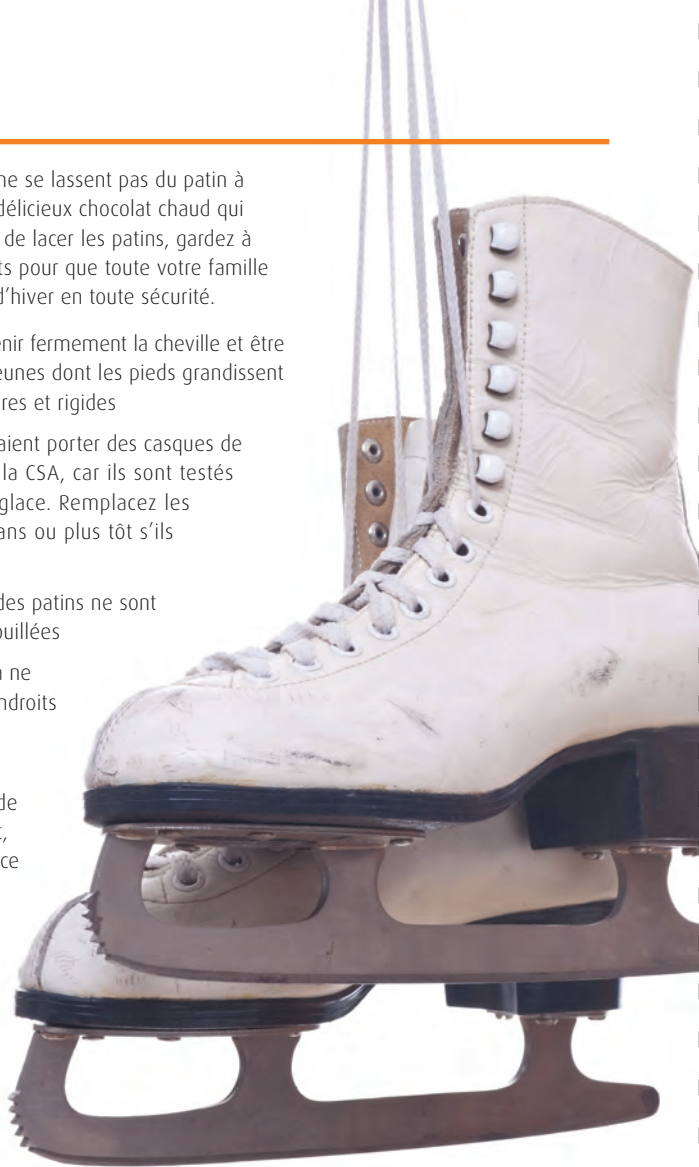 ne se lassent pas du patin à
délicieux chocolat chaud qui
de lacer les patins, gardez à
ts pour que toute votre famille
d’hiver en toute sécurité.
enir fermement la cheville et être
eunes dont les pieds grandissent
res et rigides
aient porter des casques de
la CSA, car ils sont testés
glace. Remplacez les
ans ou plus tôt s’ils
des patins ne sont
ouillées
ne
ndroits
de
ce